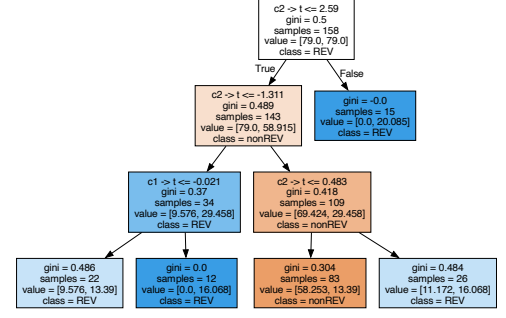 c2 -> t <= 2.59
gini = 0.5
samples = 158
value = [79.0, 79.0]
class = REV
True
False
c2 -> t <= -1.311
gini = 0.489
samples = 143
value = [79.0, 58.915]
class = nonREV
gini = -0.0
samples = 15
value = [0.0, 20.085]
class = REV
c1 -> t <= -0.021
gini = 0.37
samples = 34
value = [9.576, 29.458]
class = REV
c2 -> t <= 0.483
gini = 0.418
samples = 109
value = [69.424, 29.458]
class = nonREV
gini = 0.486
samples = 22
value = [9.576, 13.39]
class = REV
gini = 0.0
samples = 12
value = [0.0, 16.068]
class = REV
gini = 0.304
samples = 83
value = [58.253, 13.39]
class = nonREV
gini = 0.484
samples = 26
value = [11.172, 16.068]
class = REV